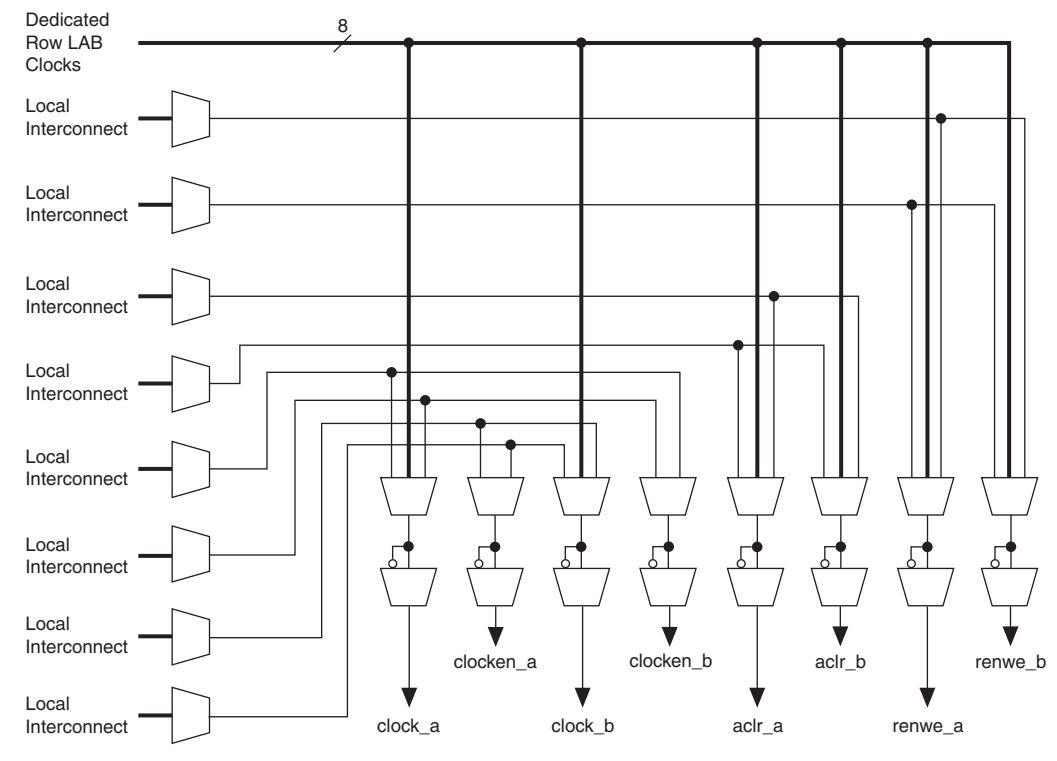 Dedicated
Row LAB
Clocks
8
Local
Interconnect
Local
Interconnect
Local
Interconnect
Local
Interconnect
Local
Interconnect
Local
Interconnect
Local
Interconnect
Local
Interconnect
clocken_a
clocken_b
aclr_b
renwe_b
clock_a
clock_b
aclr_a
renwe_a